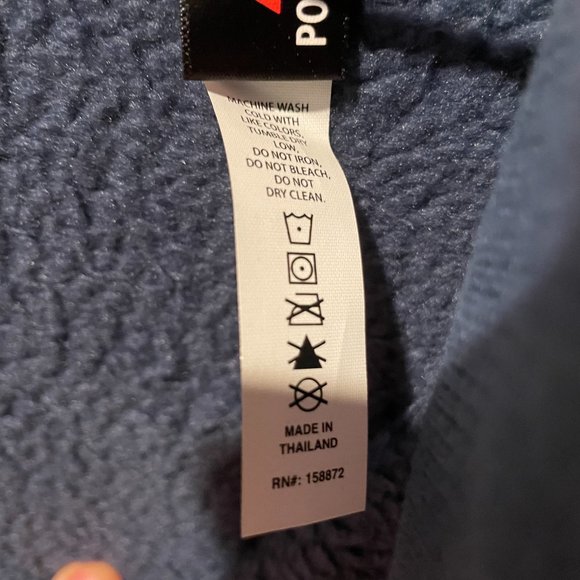 PO
MACHINE WASH
COLD WITH
LIKE COLORS,
TUMBLE DRY
LOW,
DO NOT IRON,
DO NOT BLEACH,
DO NOT
DRY CLEAN.
MADE IN
THAILAND
RN#: 158872